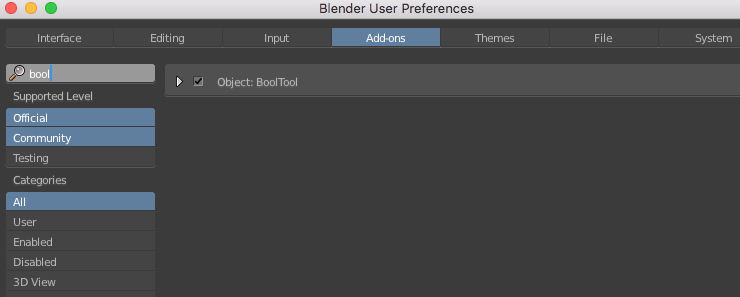 Blender User Preferences
Interface Editing Input Add-ons Themes File System
bool
Object: BoolTool
Supported Level
Official
Community
Testing
Categories
All
User
Enabled
Disabled
3D View